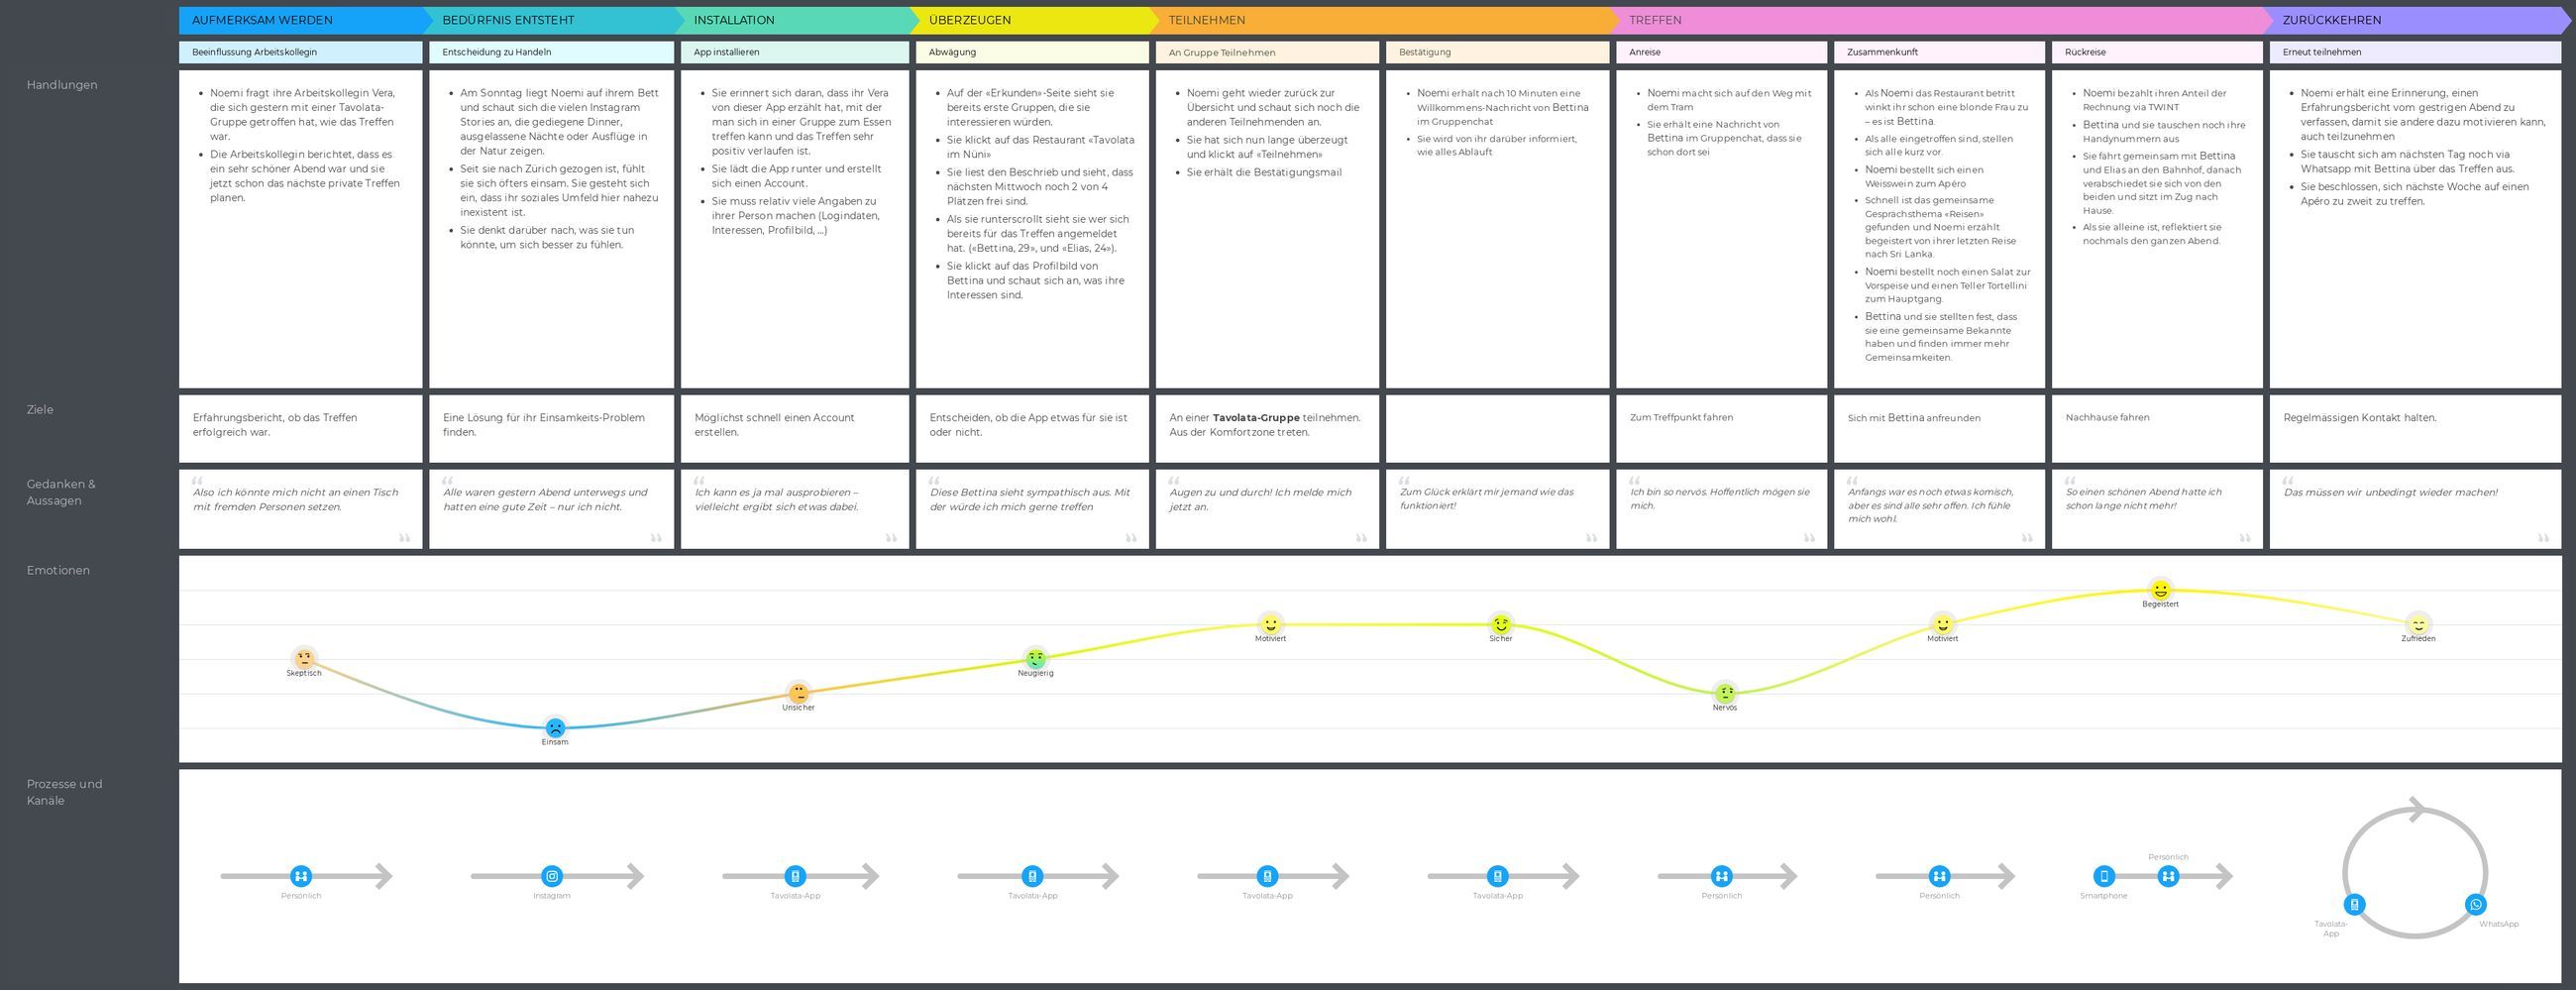 AUFMERKSAM WERDEN
BEDÜRFNIS ENTSTEHT
INSTALLATION
ÜBERZEUGEN
TEILNEHMEN
TREFFEN
ZURÜCKKEHREN
Beeinflussung Arbeitskollegin
Entscheidung zu Handeln
App installieren
Abwägung
An Gruppe Teilnehmen
Bestätigung
Anreise
Zusammenkunft
Rückreise
Erneut teilnehmen
Handlungen
• Noemi fragt ihre Arbeitskollegin Vera,
die sich gestern mit einer Tavolata-
Gruppe getroffen hat, wie das Treffen
war.
• Die Arbeitskollegin berichtet, dass es
ein sehr schöner Abend war und sie
jetzt schon das nächste private Treffen
planen.
• Am Sonntag liegt Noemi auf ihrem Bett
und schaut sich die vielen Instagram
Stories an, die gediegene Dinner,
ausgelassene Nächte oder Ausflüge in
der Natur zeigen.
• Seit sie nach Zürich gezogen ist, fühlt
sie sich öfters einsam. Sie gesteht sich
ein, dass ihr soziales Umfeld hier nahezu
inexistent ist.
• Sie denkt darüber nach, was sie tun
könnte, um sich besser zu fühlen.
• Sie erinnert sich daran, dass ihr Vera
von dieser App erzählt hat, mit der
man sich in einer Gruppe zum Essen
treffen kann und das Treffen sehr
positiv verlaufen ist.
• Sie lädt die App runter und erstellt
sich einen Account.
• Sie muss relativ viele Angaben zu
ihrer Person machen (Logindaten,
Interessen, Profilbild, ...)
• Auf der «Erkunden»-Seite sieht sie
bereits erste Gruppen, die sie
interessieren würden.
• Sie klickt auf das Restaurant «Tavolata
im Nüni»
• Sie liest den Beschrieb und sieht, dass
nächsten Mittwoch noch 2 von 4
Plätzen frei sind.
• Als sie runterscrollt sieht sie wer sich
bereits für das Treffen angemeldet
hat. («Bettina, 29», und «Elias, 24»).
• Sie klickt auf das Profilbild von
Bettina und schaut sich an, was ihre
Interessen sind.
• Noemi geht wieder zurück zur
Übersicht und schaut sich noch die
anderen Teilnehmenden an.
• Sie hat sich nun lange überzeugt
und klickt auf «Teilnehmen»
• Sie erhält die Bestätigungsmail
• Noemi erhält nach 10 Minuten eine
Willkommens-Nachricht von Bettina
im Gruppenchat
• Sie wird von ihr darüber informiert,
wie alles Abläuft
• Noemi macht sich auf den Weg mit
dem Tram
• Sie erhält eine Nachricht von
Bettina im Gruppenchat, dass sie
schon dort sei
• Als Noemi das Restaurant betritt
winkt ihr schon eine blonde Frau zu
– es ist Bettina.
• Als alle eingetroffen sind, stellen
sich alle kurz vor.
• Noemi bestellt sich einen
Weisswein zum Apéro
• Schnell ist das gemeinsame
Gesprächsthema «Reisen»
gefunden und Noemi erzählt
begeistert von ihrer letzten Reise
nach Sri Lanka.
• Noemi bestellt noch einen Salat zur
Vorspeise und einen Teller Tortellini
zum Hauptgang.
• Bettina und sie stellten fest, dass
sie eine gemeinsame Bekannte
haben und finden immer mehr
Gemeinsamkeiten.
• Noemi bezahlt ihren Anteil der
Rechnung via TWINT
• Bettina und sie tauschen noch ihre
Handynummern aus
• Sie fährt gemeinsam mit Bettina
und Elias an den Bahnhof, danach
verabschiedet sie sich von den
beiden und sitzt im Zug nach
Hause.
• Als sie alleine ist, reflektiert sie
nochmals den ganzen Abend.
• Noemi erhält eine Erinnerung, einen
Erfahrungsbericht vom gestrigen Abend zu
verfassen, damit sie andere dazu motivieren kann,
auch teilzunehmen
• Sie tauscht sich am nächsten Tag noch via
Whatsapp mit Bettina über das Treffen aus.
• Sie beschlossen, sich nächste Woche auf einen
Apéro zu zweit zu treffen.
Ziele
Erfahrungsbericht, ob das Treffen
erfolgreich war.
Eine Lösung für ihr Einsamkeits-Problem
finden.
Möglichst schnell einen Account
erstellen.
Entscheiden, ob die App etwas für sie ist
oder nicht.
An einer Tavolata-Gruppe teilnehmen.
Aus der Komfortzone treten.
Zum Treffpunkt fahren
Sich mit Bettina anfreunden
Nachhause fahren
Regelmässigen Kontakt halten.
Gedanken &
Aussagen
“ Also ich könnte mich nicht an einen Tisch
mit fremden Personen setzen. ”
“ Alle waren gestern Abend unterwegs und
hatten eine gute Zeit – nur ich nicht. ”
“ Ich kann es ja mal ausprobieren –
vielleicht ergibt sich etwas dabei. ”
“ Diese Bettina sieht sympathisch aus. Mit
der würde ich mich gerne treffen ”
“ Augen zu und durch! Ich melde mich
jetzt an. ”
“ Zum Glück erklärt mir jemand wie das
funktioniert! ”
“ Ich bin so nervös. Hoffentlich mögen sie
mich. ”
“ Anfangs war es noch etwas komisch,
aber es sind alle sehr offen. Ich fühle
mich wohl. ”
“ So einen schönen Abend hatte ich
schon lange nicht mehr! ”
“ Das müssen wir unbedingt wieder machen! ”
Emotionen
Skeptisch
Einsam
Unsicher
Neugierig
Motiviert
Sicher
Nervös
Motiviert
Begeistert
Zufrieden
Prozesse und
Kanäle
Persönlich
Instagram
Tavolata-App
Tavolata-App
Tavolata-App
Tavolata-App
Persönlich
Persönlich
Smartphone
Persönlich
Tavolata-
App
WhatsApp